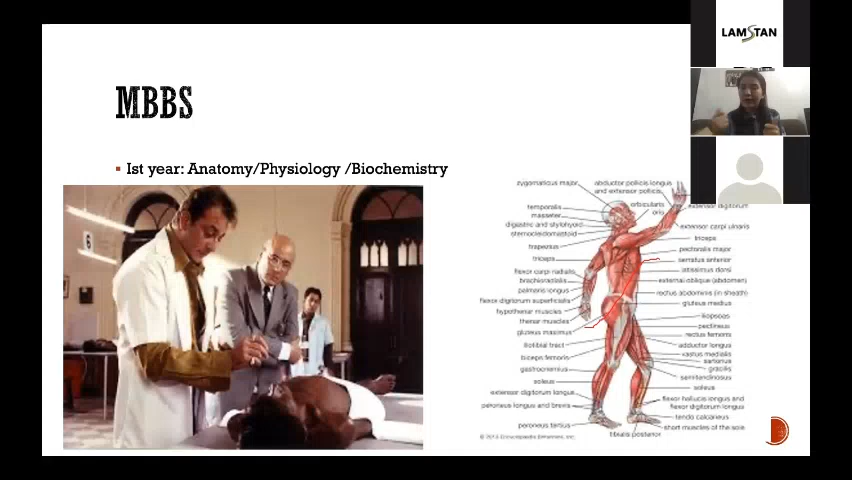 LAMSTAN
MBBS
Ist year: Anatomy/Physiology /Biochemistry
zygomaticus major
abductor pollicis longus
and extensor pollicis
temporalis
masseter
orbicularis
oris
extensor digitorum
digastric and stylohyoid
sternocleidomastoid
extensor carpi ulnaris
trapezius
triceps
pectoralis major
triceps
serratus anterior
flexor carpi radialis
latissimus dorsi
brachioradialis
external oblique (abdomen)
palmaris longus
rectus abdominis (in sheath)
flexor digitorum superficialis
gluteus medius
hypothenar muscles
iliopsoas
thenar muscles
pectineus
gluteus maximus
rectus femoris
iliotibial tract
adductor longus
vastus medialis
biceps femoris
sartorius
gastrocnemius
gracilis
semitendinosus
soleus
soleus
extensor digitorum longus
flexor hallucis longus and
flexor digitorum longus
peroneus longus and brevis
tendo calcaneus
peroneus tertius
short muscles of the sole
tibialis posterior
Encyclopædia Britannica, Inc.